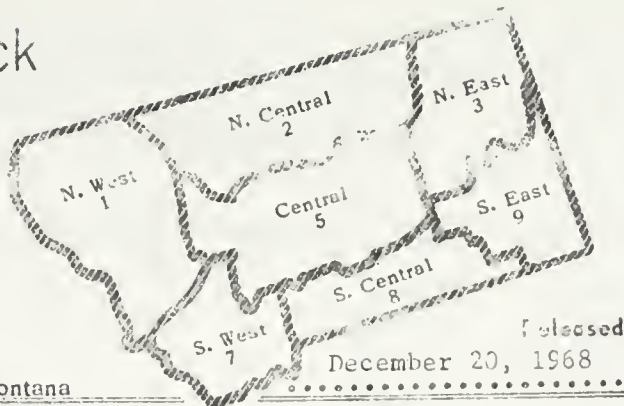 ck
N. Central
2
N. East
3
N. West
1
Central
5
S. East
9
S. Central
8
S. West
7
Released
December 20, 1968
ontana